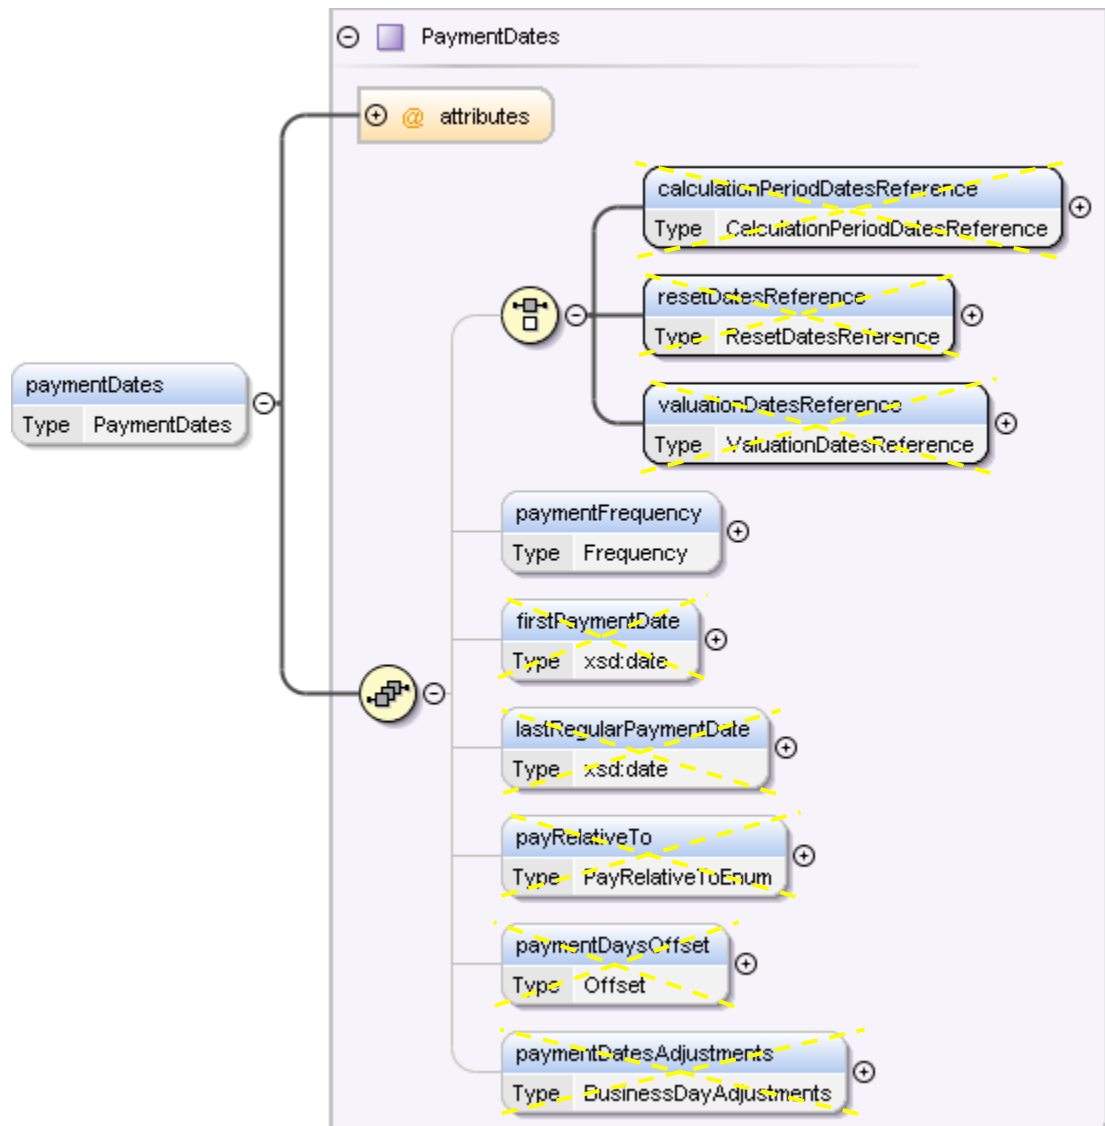 PaymentDates
@ attributes
calculationPeriodDatesReference
Type CalculationPeriodDatesReference
resetDatesReference
Type ResetDatesReference
paymentDates
Type PaymentDates
valuationDatesReference
Type ValuationDatesReference
paymentFrequency
Type Frequency
firstPaymentDate
Type xsd:date
lastRegularPaymentDate
Type xsd:date
payRelativeTo
Type PayRelativeToEnum
paymentDaysOffset
Type Offset
paymentDatesAdjustments
Type BusinessDayAdjustments